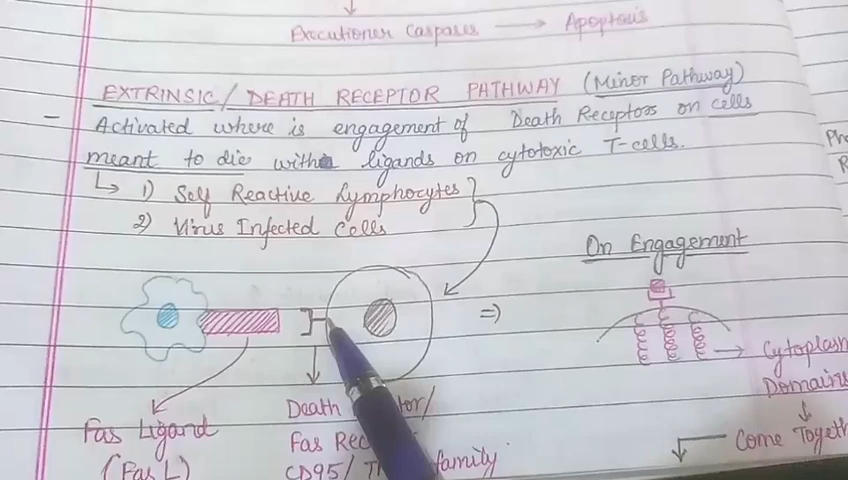 Executioner Caspases → Apoptosis
EXTRINSIC/ DEATH RECEPTOR PATHWAY (Minor Pathway)
- Activated where is engagement of Death Receptors on cells
meant to die with ligands on cytotoxic T-cells.
↳ 1) Self Reactive Lymphocytes
2) Virus Infected Cells
On Engagement
⇒
→ Cytoplasm
Domains
Come Togeth
Fas Ligand
(Fas L)
Death
Fas Rec
CD95/ family